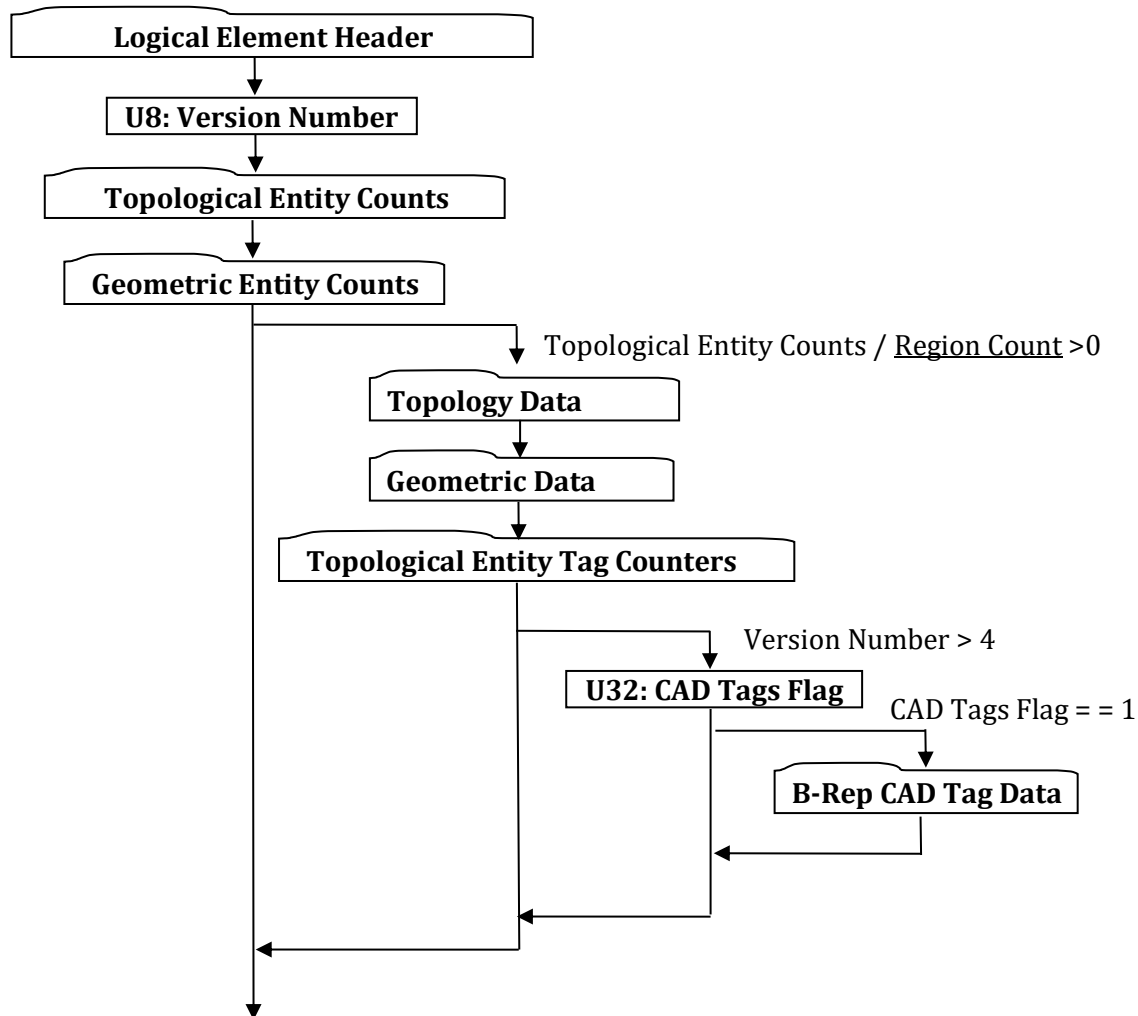 Logical Element Header
U8: Version Number
Topological Entity Counts
Geometric Entity Counts
Topological Entity Counts / Region Count >0
Topology Data
Geometric Data
Topological Entity Tag Counters
Version Number > 4
U32: CAD Tags Flag
CAD Tags Flag = = 1
B-Rep CAD Tag Data